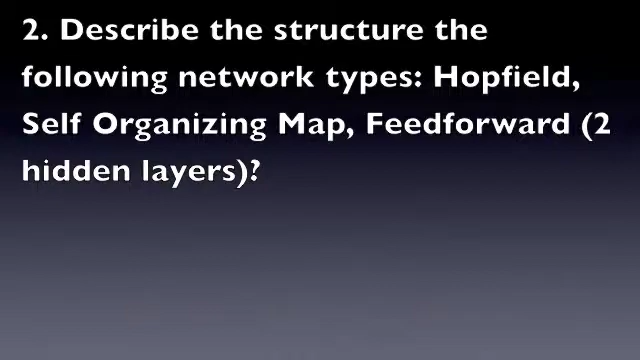 2. Describe the structure the
following network types: Hopfield,
Self Organizing Map, Feedforward (2
hidden layers)?